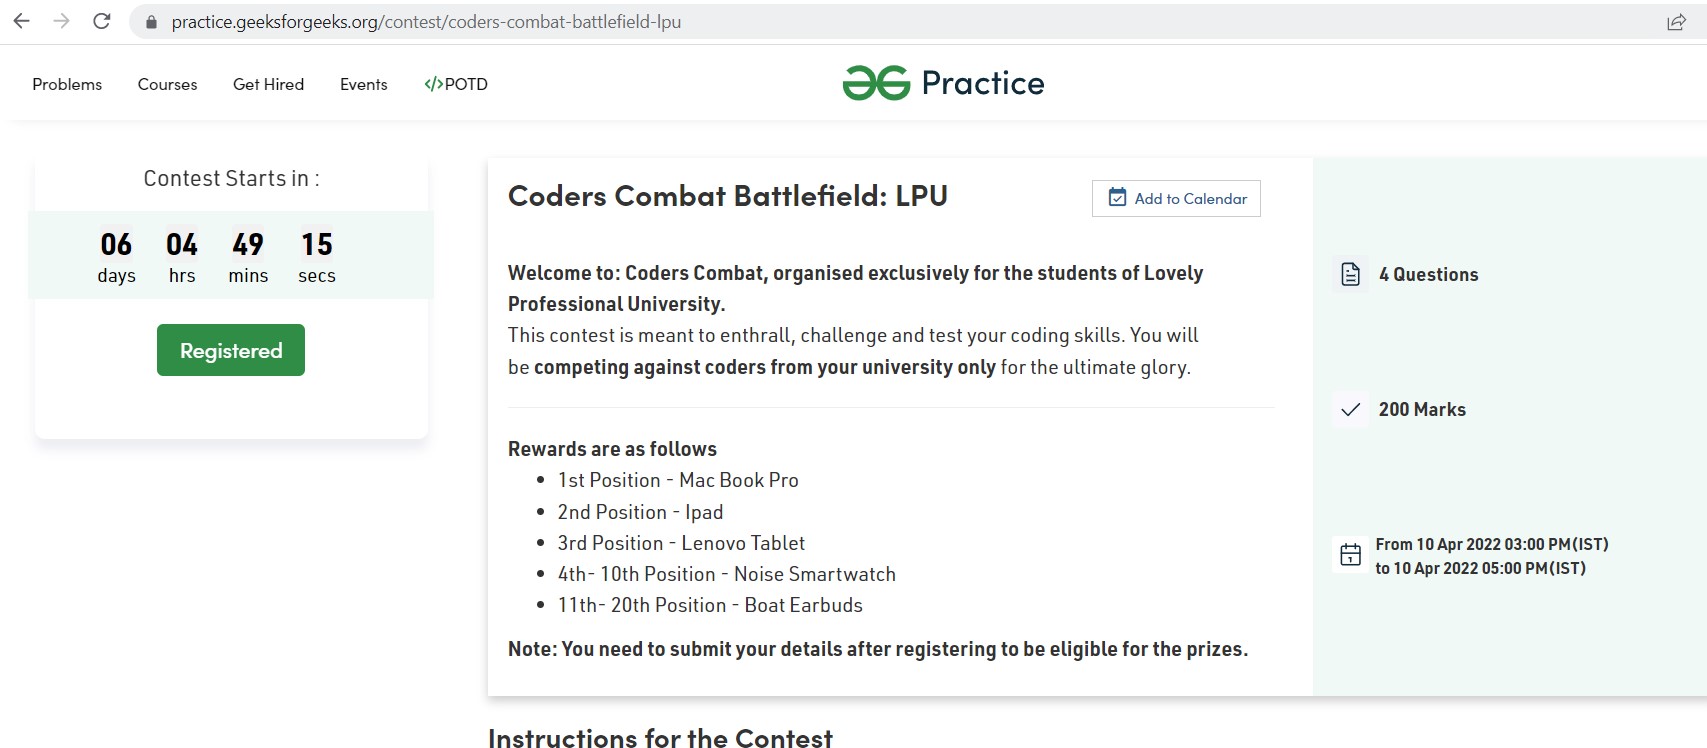 practice.geeksforgeeks.org/contest/coders-combat-battlefield-lpu
Problems Courses Get Hired Events </>POTD
Practice
Contest Starts in :
06 04 49 15
days hrs mins secs
Registered
Coders Combat Battlefield: LPU
Add to Calendar
Welcome to: Coders Combat, organised exclusively for the students of Lovely
Professional University.
This contest is meant to enthrall, challenge and test your coding skills. You will
be competing against coders from your university only for the ultimate glory.
Rewards are as follows
• 1st Position - Mac Book Pro
• 2nd Position - Ipad
• 3rd Position - Lenovo Tablet
• 4th- 10th Position - Noise Smartwatch
• 11th- 20th Position - Boat Earbuds
Note: You need to submit your details after registering to be eligible for the prizes.
4 Questions
200 Marks
From 10 Apr 2022 03:00 PM(IST)
to 10 Apr 2022 05:00 PM(IST)
Instructions for the Contest